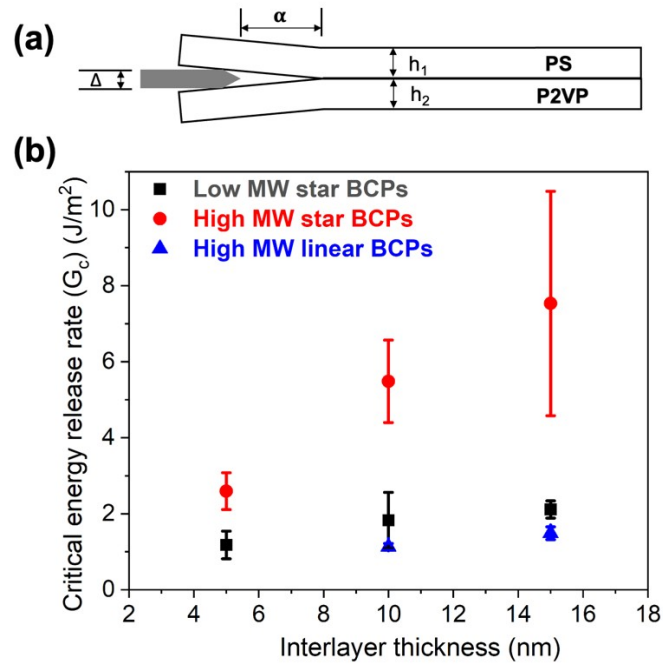 (a)
α
h₁
PS
Δ
h₂
P2VP
(b)
Critical energy release rate (G꜀) (J/m²)
Low MW star BCPs
High MW star BCPs
High MW linear BCPs
10
8
6
4
2
0
2 4 6 8 10 12 14 16 18
Interlayer thickness (nm)